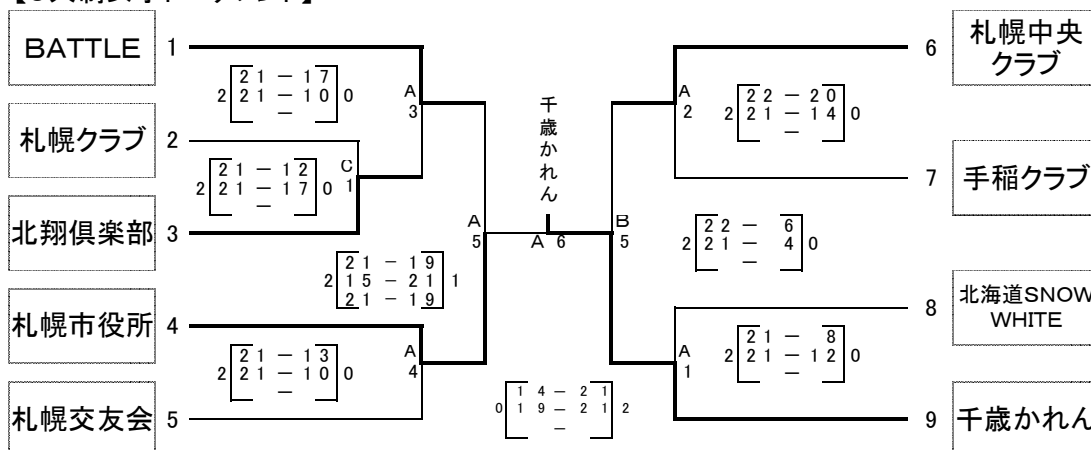 BATTLE 1
21 - 17
2 21 - 10 0
-
A
3
札幌クラブ 2
21 - 12
2 21 - 17 0
-
C
1
北翔倶楽部 3
21 - 19
2 15 - 21 1
21 - 19
A
5
札幌市役所 4
21 - 13
2 21 - 10 0
-
A
4
札幌交友会 5
千歳かれん
A 6
14 - 21
0 19 - 21 2
-
6 札幌中央
クラブ
22 - 20
2 21 - 14 0
-
A
2
7 手稲クラブ
B
5
22 - 6
2 21 - 4 0
-
8 北海道SNOW
WHITE
21 - 8
2 21 - 12 0
-
A
1
9 千歳かれん